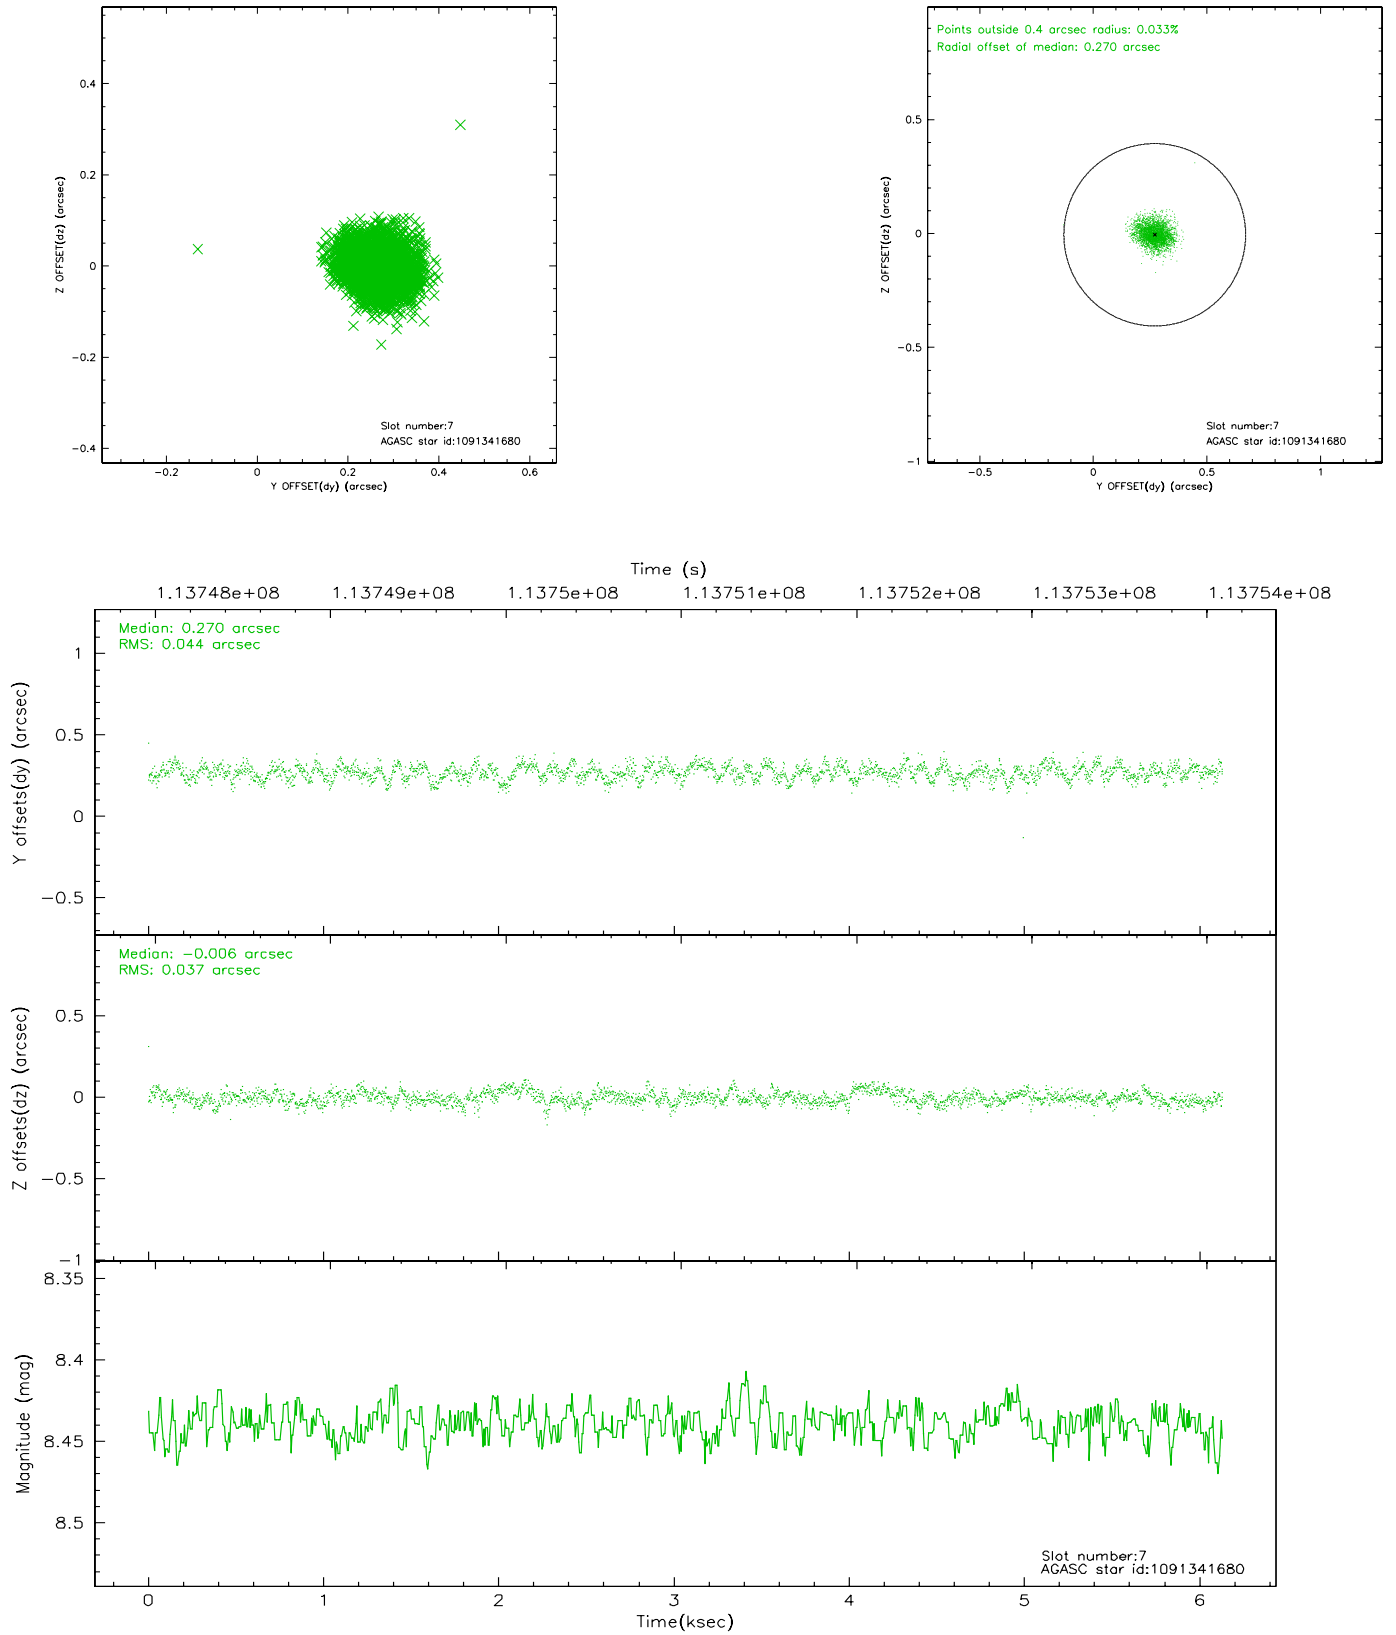 0.4
0.2
0
−0.2
−0.4
Z OFFSET(dz) (arcsec)
Slot number:7
AGASC star id:1091341680
−0.2 0 0.2 0.4 0.6
Y OFFSET(dy) (arcsec)
Points outside 0.4 arcsec radius: 0.033%
Radial offset of median: 0.270 arcsec
0.5
0
−0.5
−1
Z OFFSET(dz) (arcsec)
Slot number:7
AGASC star id:1091341680
−0.5 0 0.5 1
Y OFFSET(dy) (arcsec)
Time (s)
1.13748e+08 1.13749e+08 1.1375e+08 1.13751e+08 1.13752e+08 1.13753e+08 1.13754e+08
Median: 0.270 arcsec
RMS: 0.044 arcsec
1
0.5
0
−0.5
Y offsets(dy) (arcsec)
Median: −0.006 arcsec
RMS: 0.037 arcsec
0.5
0
−0.5
−1
Z offsets(dz) (arcsec)
8.35
8.4
8.45
8.5
Magnitude (mag)
Slot number:7
AGASC star id:1091341680
0 1 2 3 4 5 6
Time(ksec)